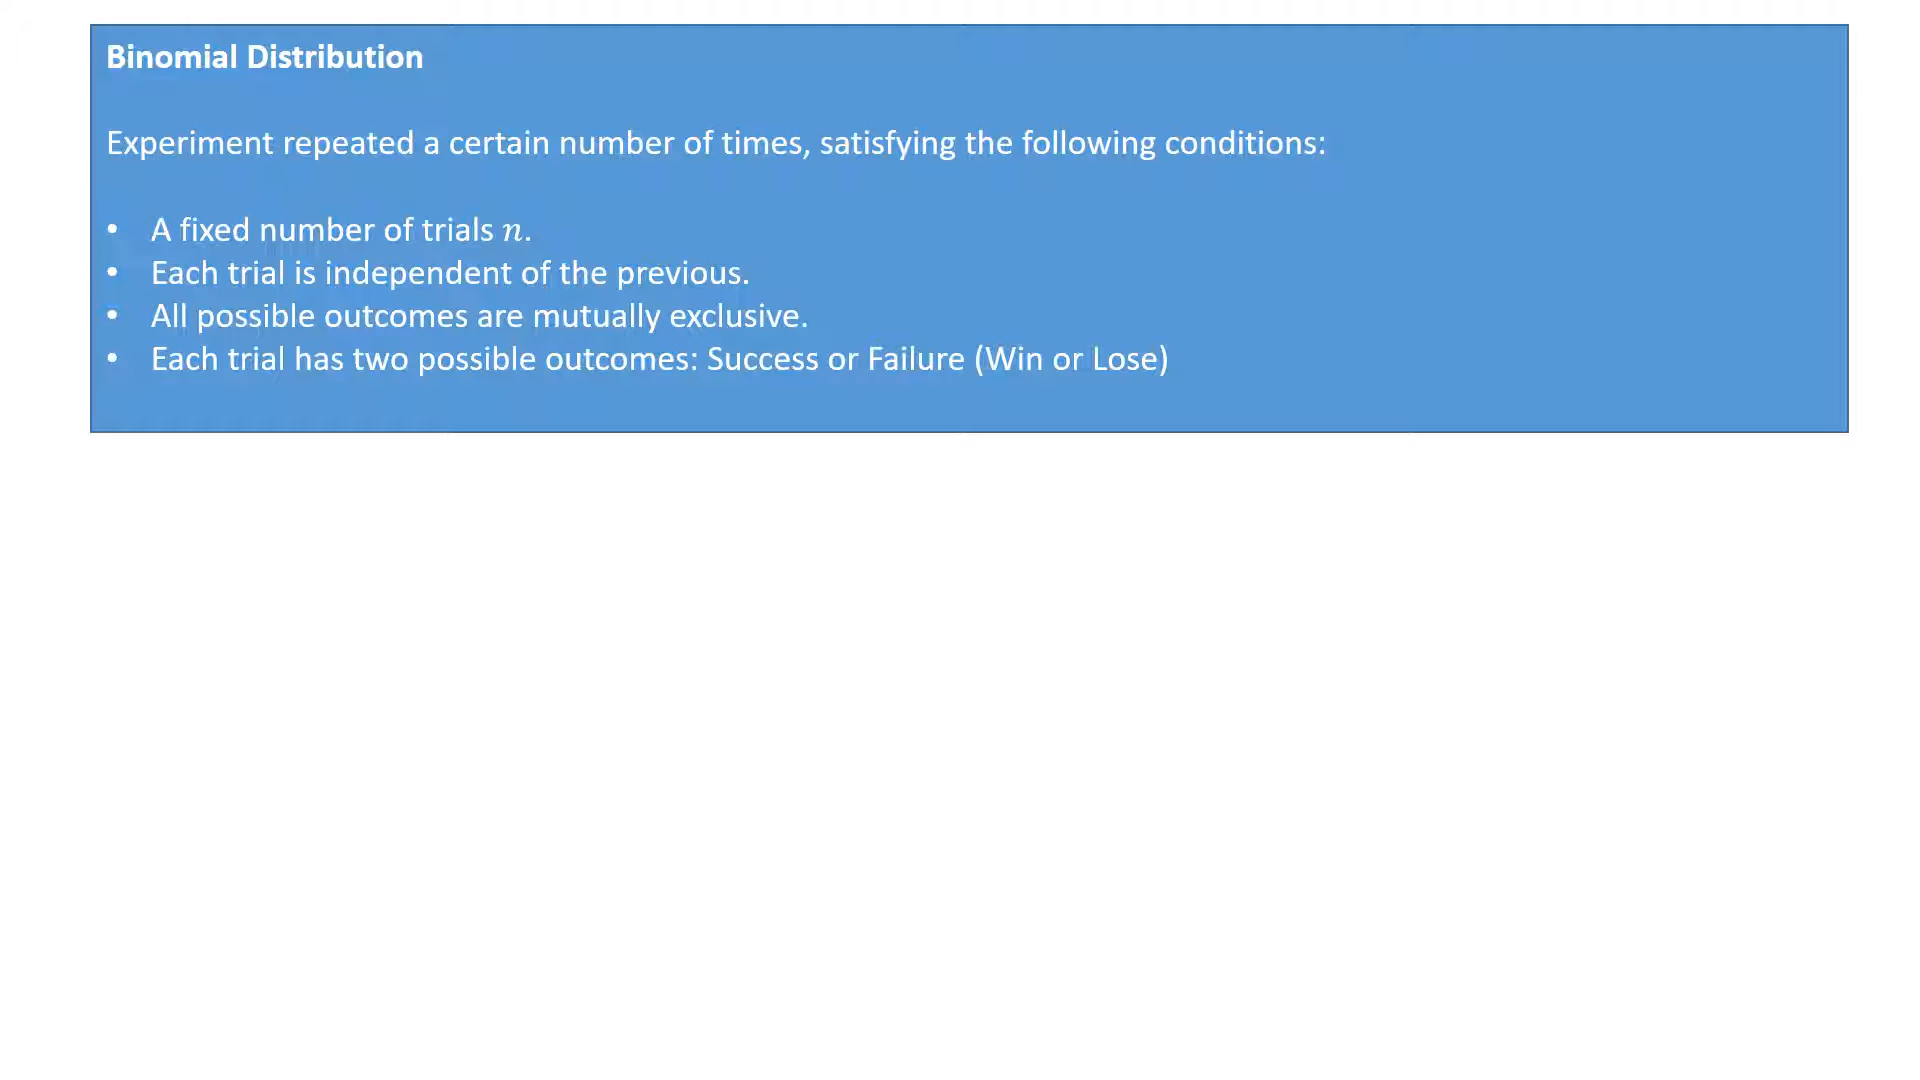 Binomial Distribution
Experiment repeated a certain number of times, satisfying the following conditions:
• A fixed number of trials n.
• Each trial is independent of the previous.
• All possible outcomes are mutually exclusive.
• Each trial has two possible outcomes: Success or Failure (Win or Lose)